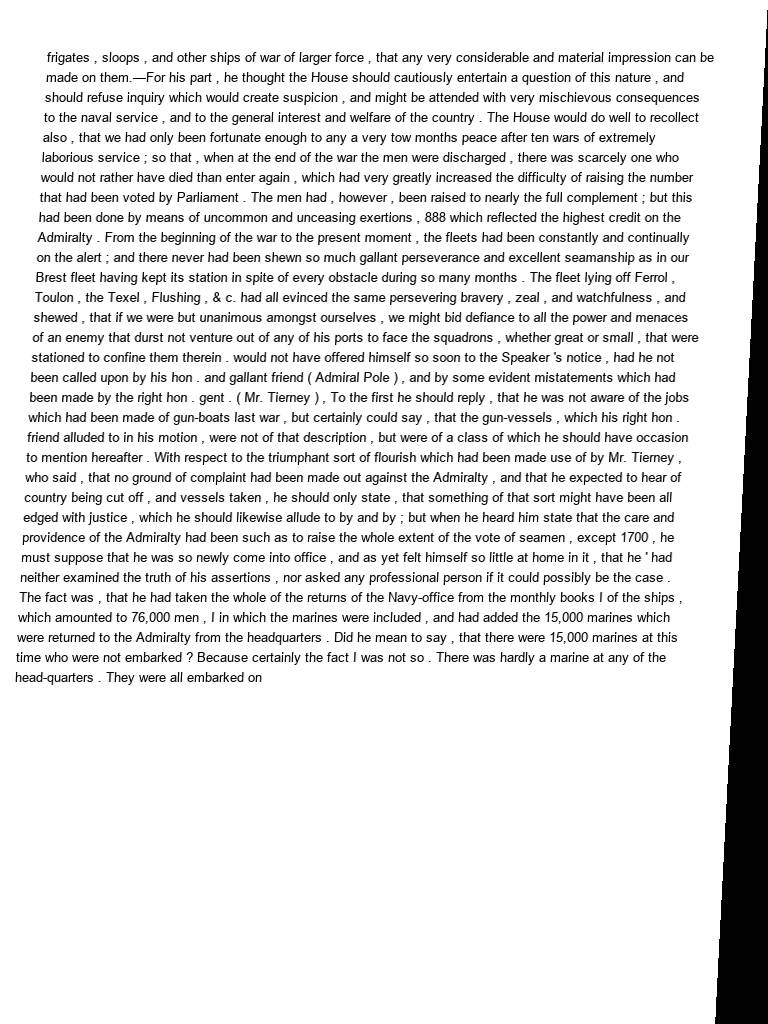 frigates , sloops , and other ships of war of larger force , that any very considerable and material impression can be
made on them.—For his part , he thought the House should cautiously entertain a question of this nature , and
should refuse inquiry which would create suspicion , and might be attended with very mischievous consequences
to the naval service , and to the general interest and welfare of the country . The House would do well to recollect
also , that we had only been fortunate enough to any a very tow months peace after ten wars of extremely
laborious service ; so that , when at the end of the war the men were discharged , there was scarcely one who
would not rather have died than enter again , which had very greatly increased the difficulty of raising the number
that had been voted by Parliament . The men had , however , been raised to nearly the full complement ; but this
had been done by means of uncommon and unceasing exertions , 888 which reflected the highest credit on the
Admiralty . From the beginning of the war to the present moment , the fleets had been constantly and continually
on the alert ; and there never had been shewn so much gallant perseverance and excellent seamanship as in our
Brest fleet having kept its station in spite of every obstacle during so many months . The fleet lying off Ferrol ,
Toulon , the Texel , Flushing , & c. had all evinced the same persevering bravery , zeal , and watchfulness , and
shewed , that if we were but unanimous amongst ourselves , we might bid defiance to all the power and menaces
of an enemy that durst not venture out of any of his ports to face the squadrons , whether great or small , that were
stationed to confine them therein . would not have offered himself so soon to the Speaker 's notice , had he not
been called upon by his hon . and gallant friend ( Admiral Pole ) , and by some evident mistatements which had
been made by the right hon . gent . ( Mr. Tierney ) , To the first he should reply , that he was not aware of the jobs
which had been made of gun-boats last war , but certainly could say , that the gun-vessels , which his right hon .
friend alluded to in his motion , were not of that description , but were of a class of which he should have occasion
to mention hereafter . With respect to the triumphant sort of flourish which had been made use of by Mr. Tierney ,
who said , that no ground of complaint had been made out against the Admiralty , and that he expected to hear of
country being cut off , and vessels taken , he should only state , that something of that sort might have been all
edged with justice , which he should likewise allude to by and by ; but when he heard him state that the care and
providence of the Admiralty had been such as to raise the whole extent of the vote of seamen , except 1700 , he
must suppose that he was so newly come into office , and as yet felt himself so little at home in it , that he ' had
neither examined the truth of his assertions , nor asked any professional person if it could possibly be the case .
The fact was , that he had taken the whole of the returns of the Navy-office from the monthly books I of the ships ,
which amounted to 76,000 men , I in which the marines were included , and had added the 15,000 marines which
were returned to the Admiralty from the headquarters . Did he mean to say , that there were 15,000 marines at this
time who were not embarked ? Because certainly the fact I was not so . There was hardly a marine at any of the
head-quarters . They were all embarked on